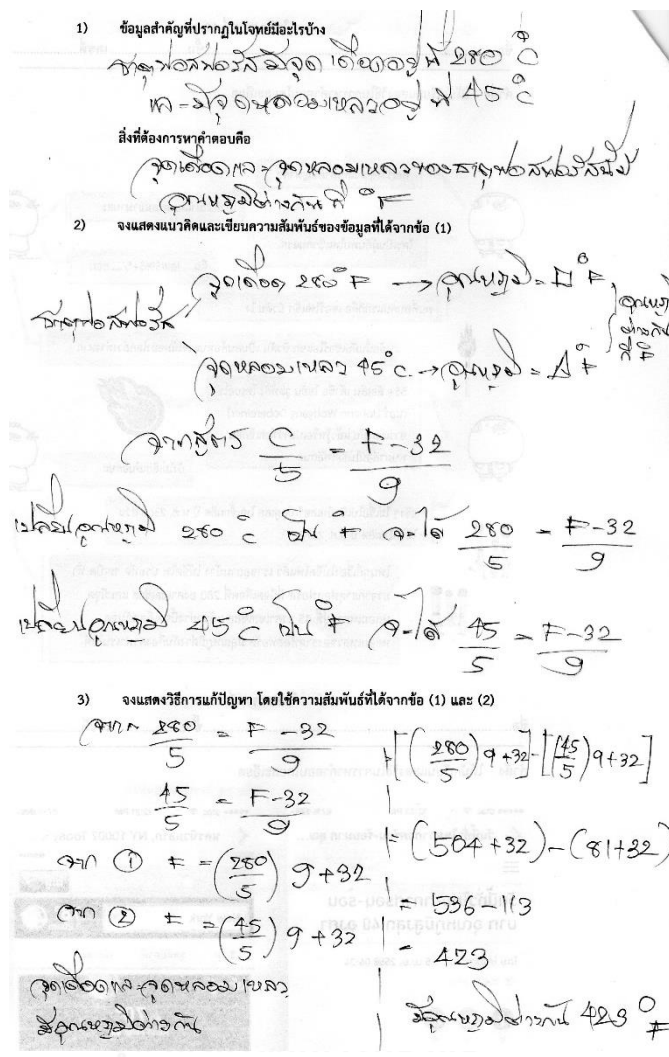 1) ข้อมูลสำคัญที่ปรากฏในโจทย์มีอะไรบ้าง
ธาตุฟอสฟอรัสมีจุดเดือดอยู่ที่ 280 °C
และมีจุดหลอมเหลวอยู่ที่ 45 °C
สิ่งที่ต้องการหาคำตอบคือ
จุดเดือดและจุดหลอมเหลวของธาตุฟอสฟอรัสนั้นมี
อุณหภูมิต่างกันกี่ °F
2) จงแสดงแนวคิดและเขียนความสัมพันธ์ของข้อมูลที่ได้จากข้อ (1)
จุดเดือด 280 °F → อุณหภูมิ = □ °F
ธาตุฟอสฟอรัส
อุณหภูมิ
ต่างกัน
กี่ °F
จุดหลอมเหลว 45 °C → อุณหภูมิ = Δ °F
จากสูตร C/5 = F-32/9
เปลี่ยนอุณหภูมิ 280 °C เป็น °F จะได้ 280/5 = F-32/9
เปลี่ยนอุณหภูมิ 45 °C เป็น °F จะได้ 45/5 = F-32/9
3) จงแสดงวิธีการแก้ปัญหา โดยใช้ความสัมพันธ์ที่ได้จากข้อ (1) และ (2)
จาก 280/5 = F-32/9
45/5 = F-32/9
จาก ① F = (280/5) 9+32
จาก ② F = (45/5) 9+32
จุดเดือดและจุดหลอมเหลว
มีอุณหภูมิต่างกัน
[(280/5)9+32]-[(45/5)9+32]
= (504+32)-(81+32)
= 536-113
= 423
มีอุณหภูมิต่างกัน 423 °F